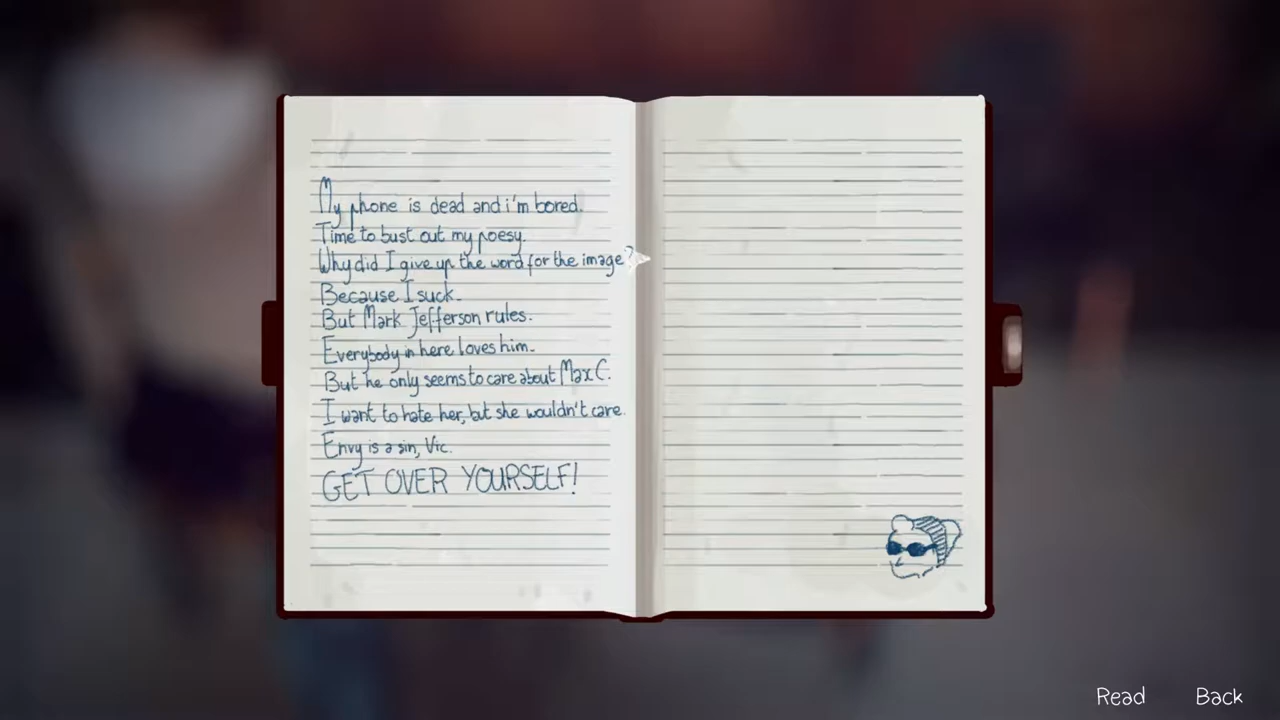 My phone is dead and i'm bored.
Time to bust out my poesy.
Why did I give up the word for the image?
Because I suck.
But Mark Jefferson rules.
Everybody in here loves him.
But he only seems to care about Max C.
I want to hate her, but she wouldn't care.
Envy is a sin, Vic.
GET OVER YOURSELF!
Read
Back